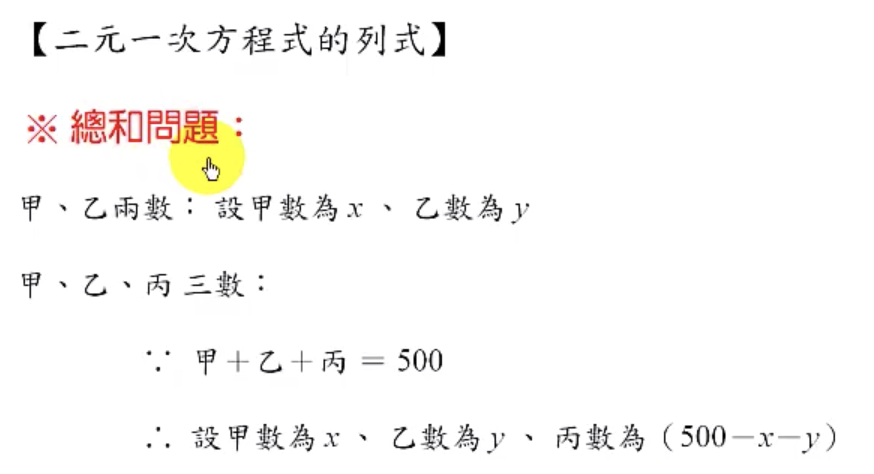 【二元一次方程式的列式】
※ 總和問題：
甲、乙兩數： 設甲數為 x 、 乙數為 y
甲、乙、丙 三數：
∵ 甲＋乙＋丙 = 500
∴ 設甲數為 x 、 乙數為 y 、 丙數為（500－x－y）